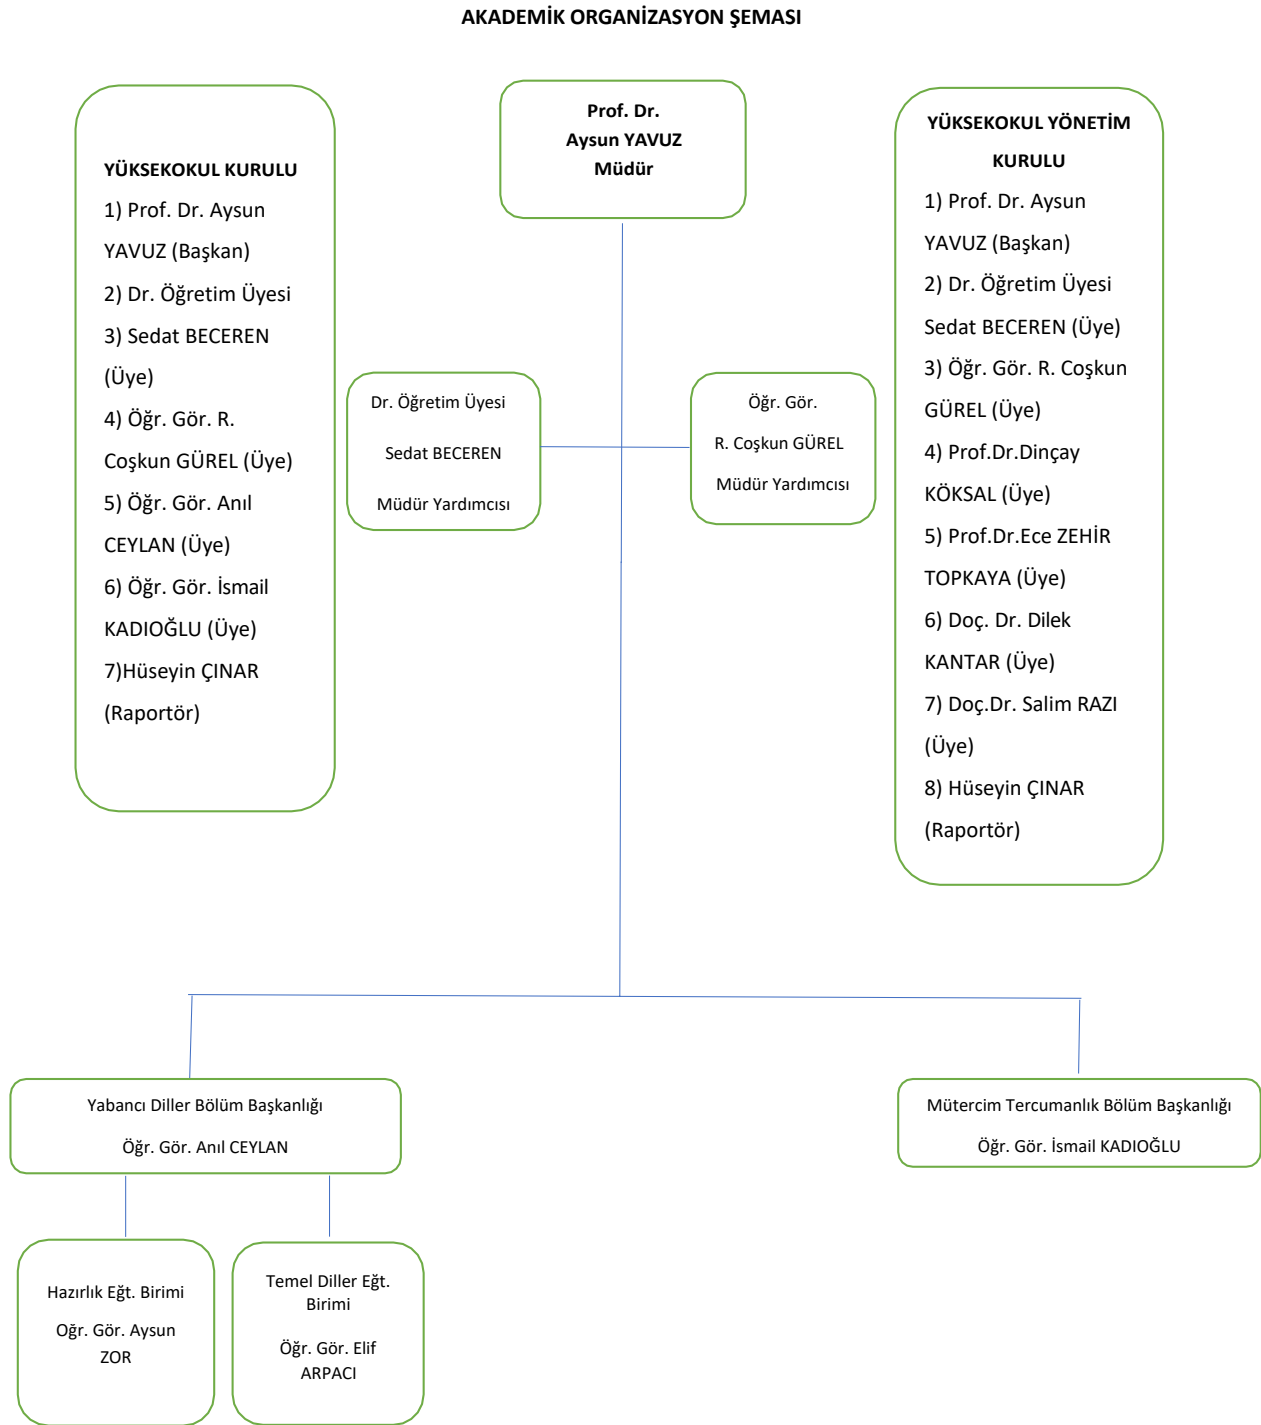 AKADEMİK ORGANİZASYON ŞEMASI
Prof. Dr.
Aysun YAVUZ
Müdür
YÜKSEKOKUL KURULU
1) Prof. Dr. Aysun
YAVUZ (Başkan)
2) Dr. Öğretim Üyesi
3) Sedat BECEREN
(Üye)
4) Öğr. Gör. R.
Coşkun GÜREL (Üye)
5) Öğr. Gör. Anıl
CEYLAN (Üye)
6) Öğr. Gör. İsmail
KADIOĞLU (Üye)
7)Hüseyin ÇINAR
(Raportör)
Dr. Öğretim Üyesi
Sedat BECEREN
Müdür Yardımcısı
Öğr. Gör.
R. Coşkun GÜREL
Müdür Yardımcısı
YÜKSEKOKUL YÖNETİM
KURULU
1) Prof. Dr. Aysun
YAVUZ (Başkan)
2) Dr. Öğretim Üyesi
Sedat BECEREN (Üye)
3) Öğr. Gör. R. Coşkun
GÜREL (Üye)
4) Prof.Dr.Dinçay
KÖKSAL (Üye)
5) Prof.Dr.Ece ZEHİR
TOPKAYA (Üye)
6) Doç. Dr. Dilek
KANTAR (Üye)
7) Doç.Dr. Salim RAZI
(Üye)
8) Hüseyin ÇINAR
(Raportör)
Yabancı Diller Bölüm Başkanlığı
Öğr. Gör. Anıl CEYLAN
Mütercim Tercumanlık Bölüm Başkanlığı
Öğr. Gör. İsmail KADIOĞLU
Hazırlık Eğt. Birimi
Oğr. Gör. Aysun
ZOR
Temel Diller Eğt.
Birimi
Öğr. Gör. Elif
ARPACI